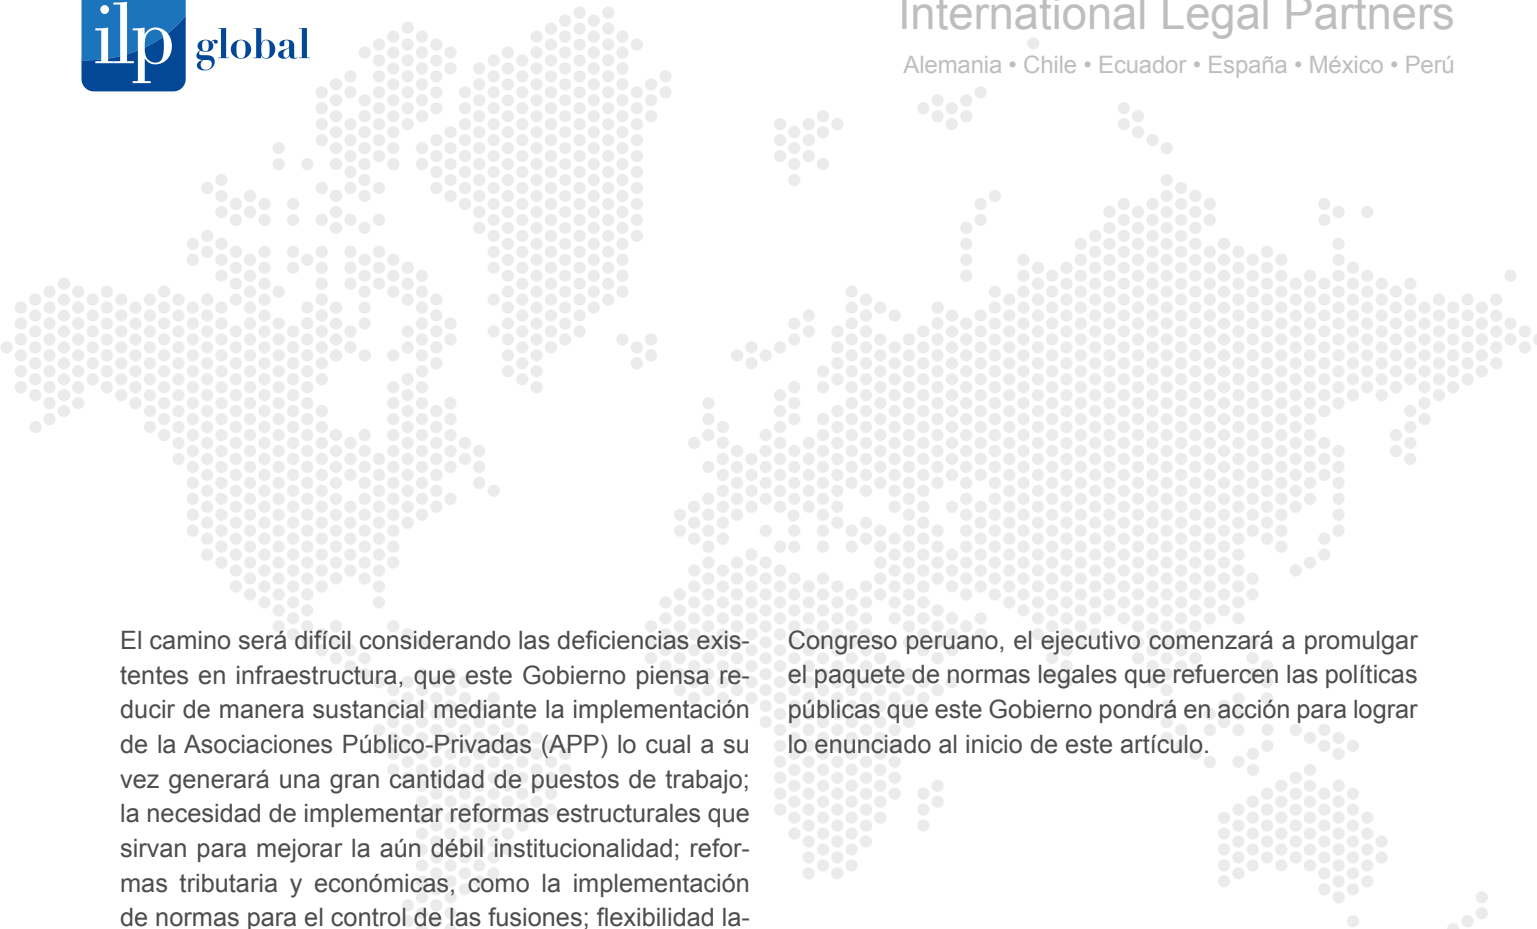 ilp global
International Legal Partners
Alemania • Chile • Ecuador • España • México • Perú
El camino será difícil considerando las deficiencias exis-
tentes en infraestructura, que este Gobierno piensa re-
ducir de manera sustancial mediante la implementación
de la Asociaciones Público-Privadas (APP) lo cual a su
vez generará una gran cantidad de puestos de trabajo;
la necesidad de implementar reformas estructurales que
sirvan para mejorar la aún débil institucionalidad; refor-
mas tributaria y económicas, como la implementación
de normas para el control de las fusiones; flexibilidad la-
Congreso peruano, el ejecutivo comenzará a promulgar
el paquete de normas legales que refuercen las políticas
públicas que este Gobierno pondrá en acción para lograr
lo enunciado al inicio de este artículo.